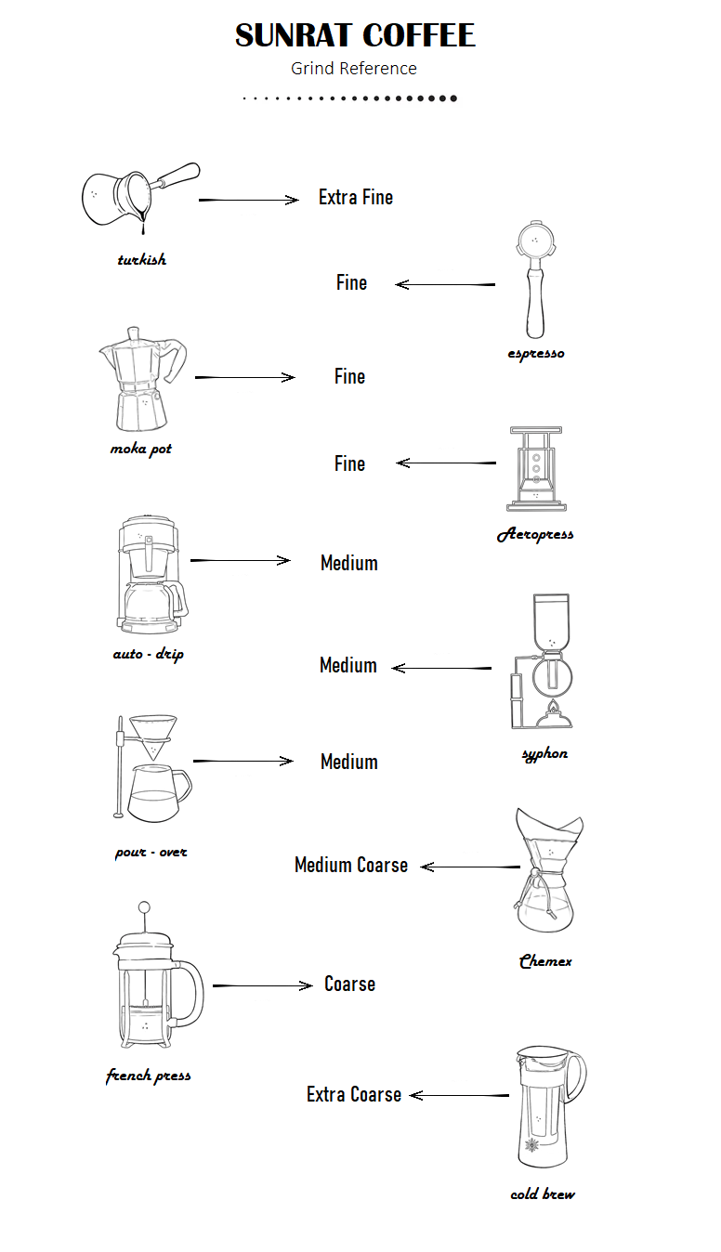 SUNRAT COFFEE
Grind Reference
Extra Fine
turkish
Fine
espresso
Fine
moka pot
Fine
Aeropress
Medium
auto - drip
Medium
syphon
Medium
pour - over
Medium Coarse
Chemex
Coarse
french press
Extra Coarse
cold brew